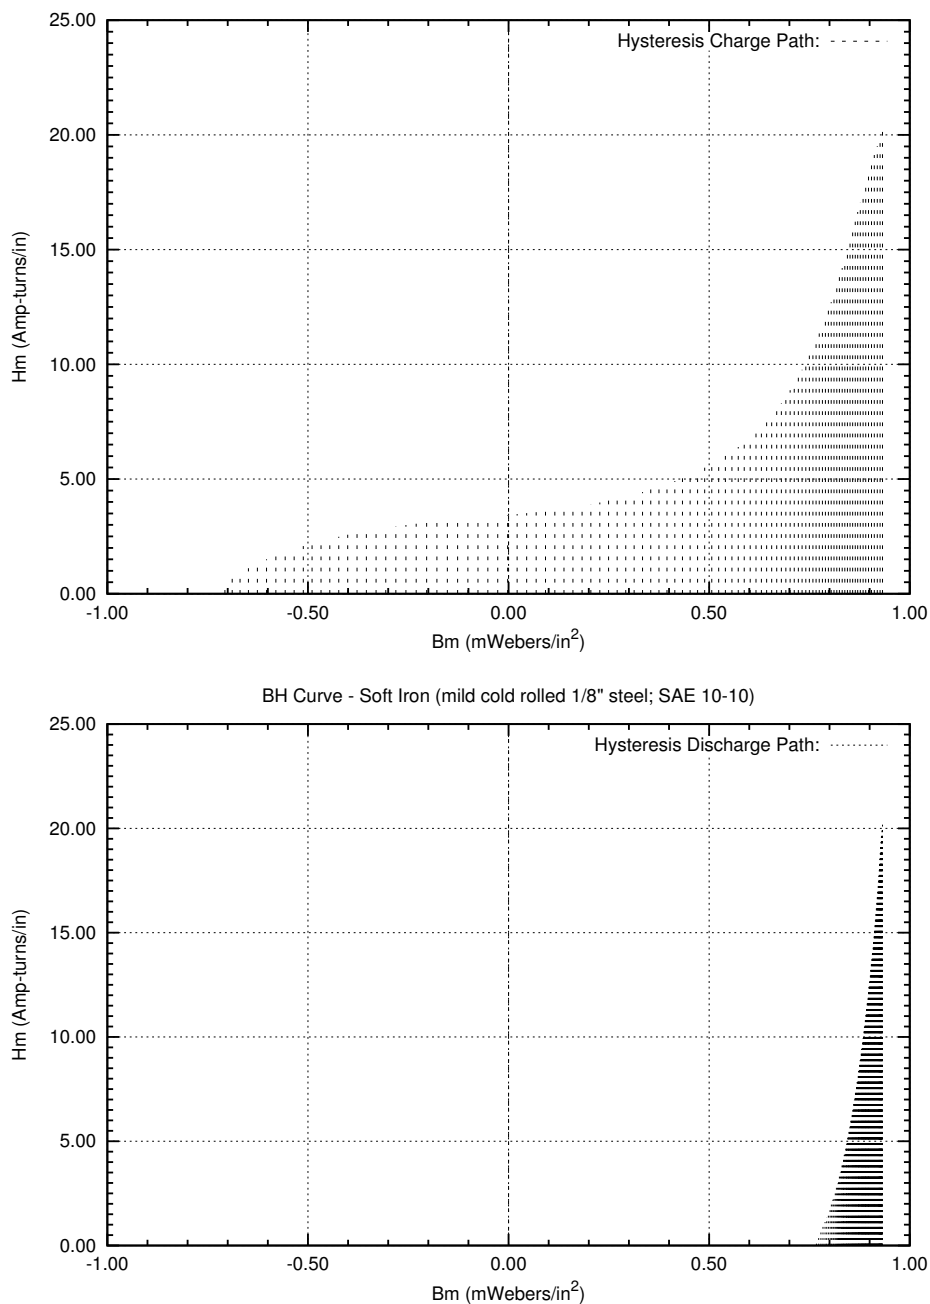 25.00
Hysteresis Charge Path:
20.00
15.00
Hm (Amp-turns/in)
10.00
5.00
0.00
-1.00 -0.50 0.00 0.50 1.00
Bm (mWebers/in²)
BH Curve - Soft Iron (mild cold rolled 1/8" steel; SAE 10-10)
25.00
Hysteresis Discharge Path:
20.00
15.00
Hm (Amp-turns/in)
10.00
5.00
0.00
-1.00 -0.50 0.00 0.50 1.00
Bm (mWebers/in²)